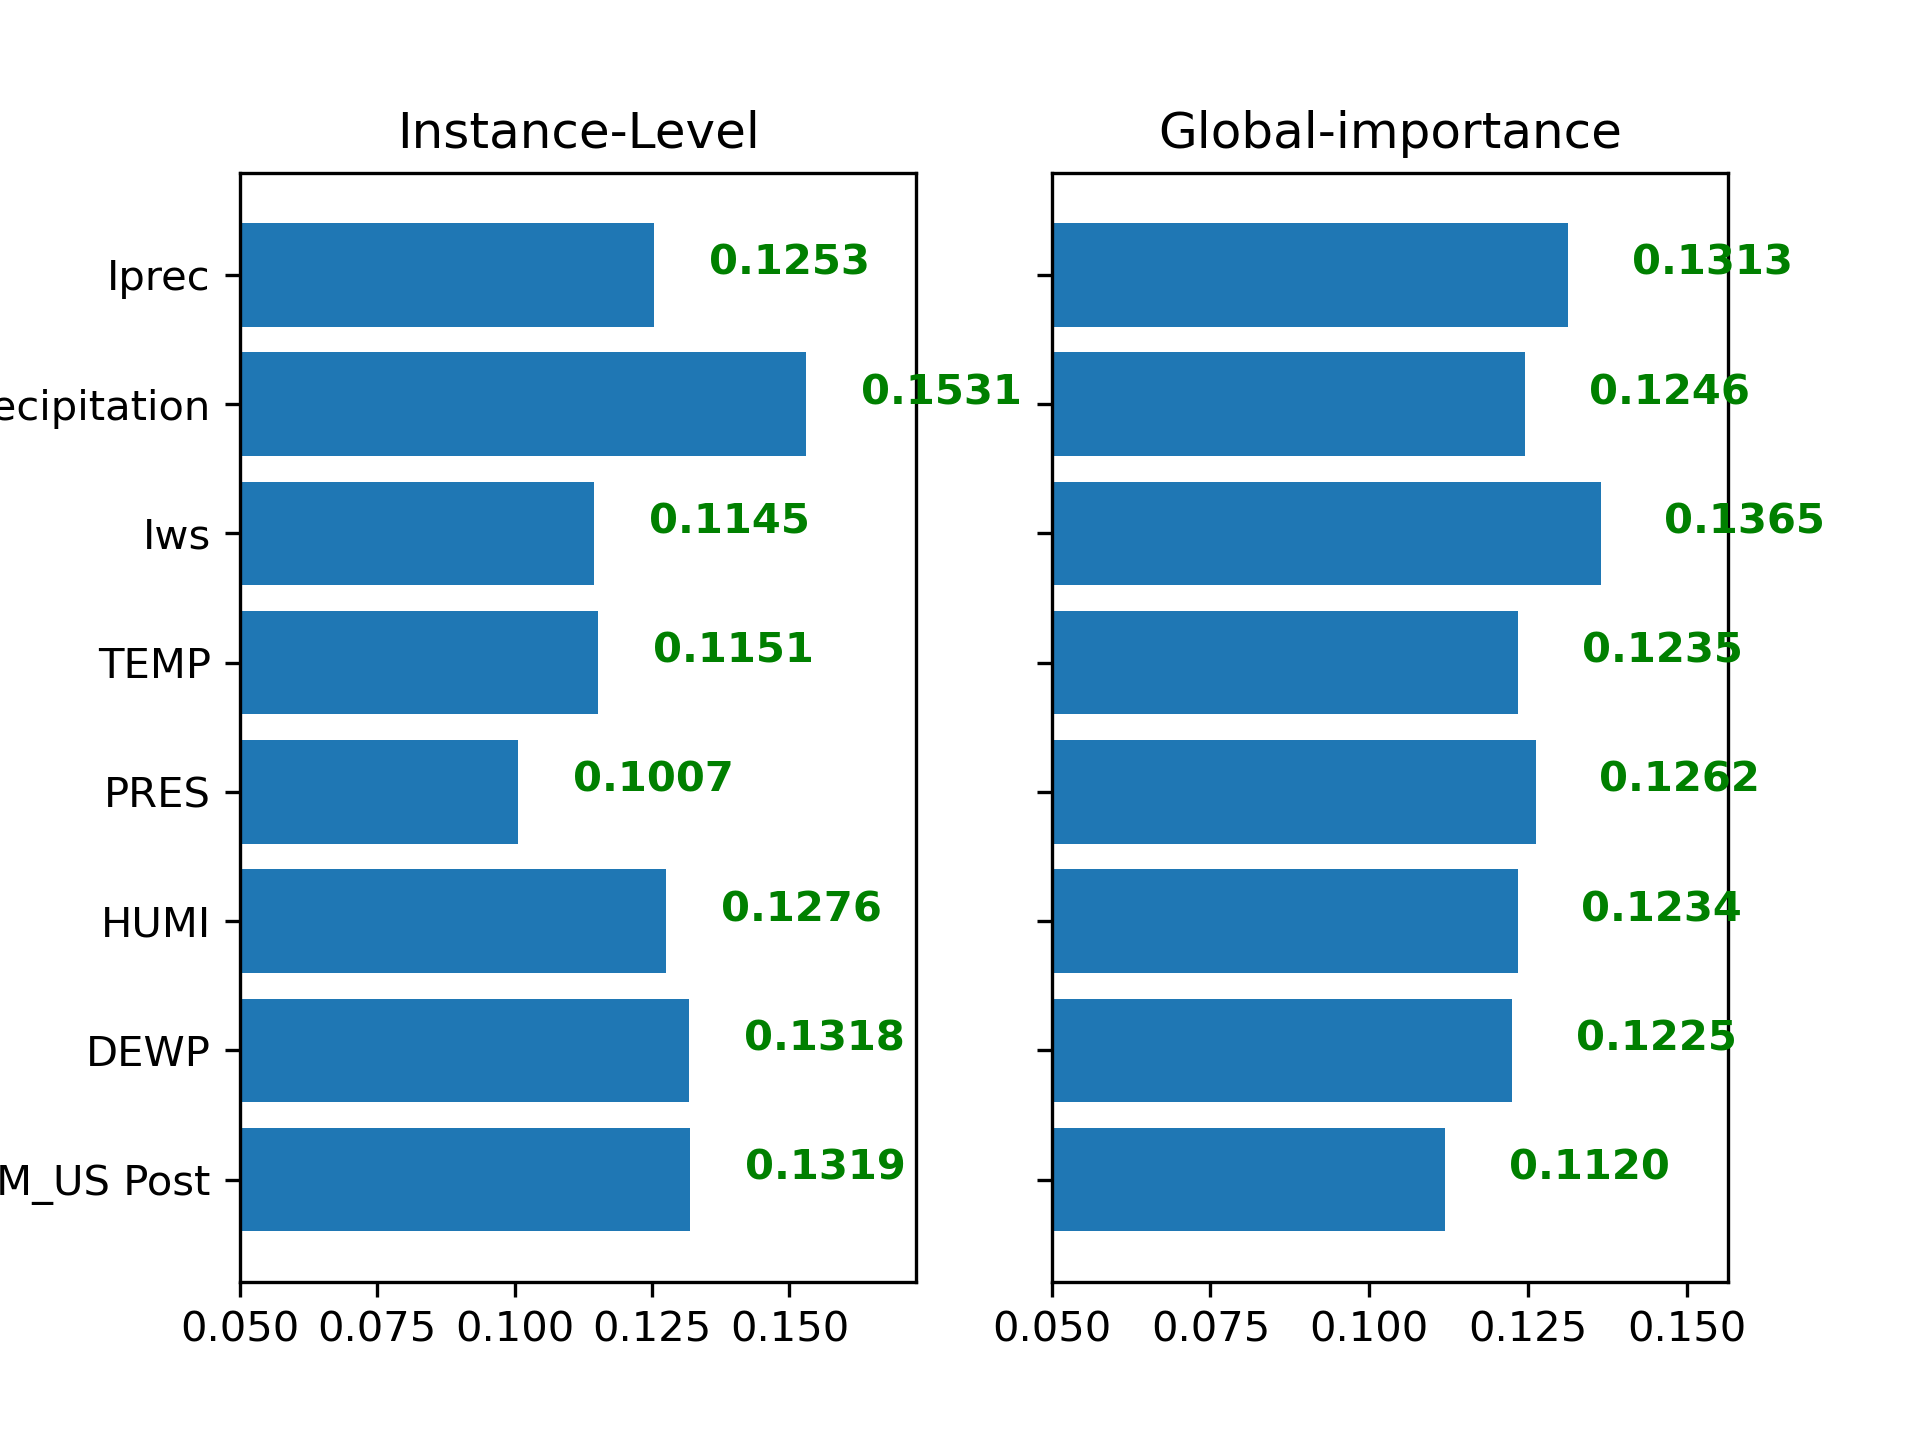 Instance-Level Global-importance
Iprec 0.1253 0.1313
ecipitation 0.1531 0.1246
Iws 0.1145 0.1365
TEMP 0.1151 0.1235
PRES 0.1007 0.1262
HUMI 0.1276 0.1234
DEWP 0.1318 0.1225
M_US Post 0.1319 0.1120
0.050 0.075 0.100 0.125 0.150 0.050 0.075 0.100 0.125 0.150